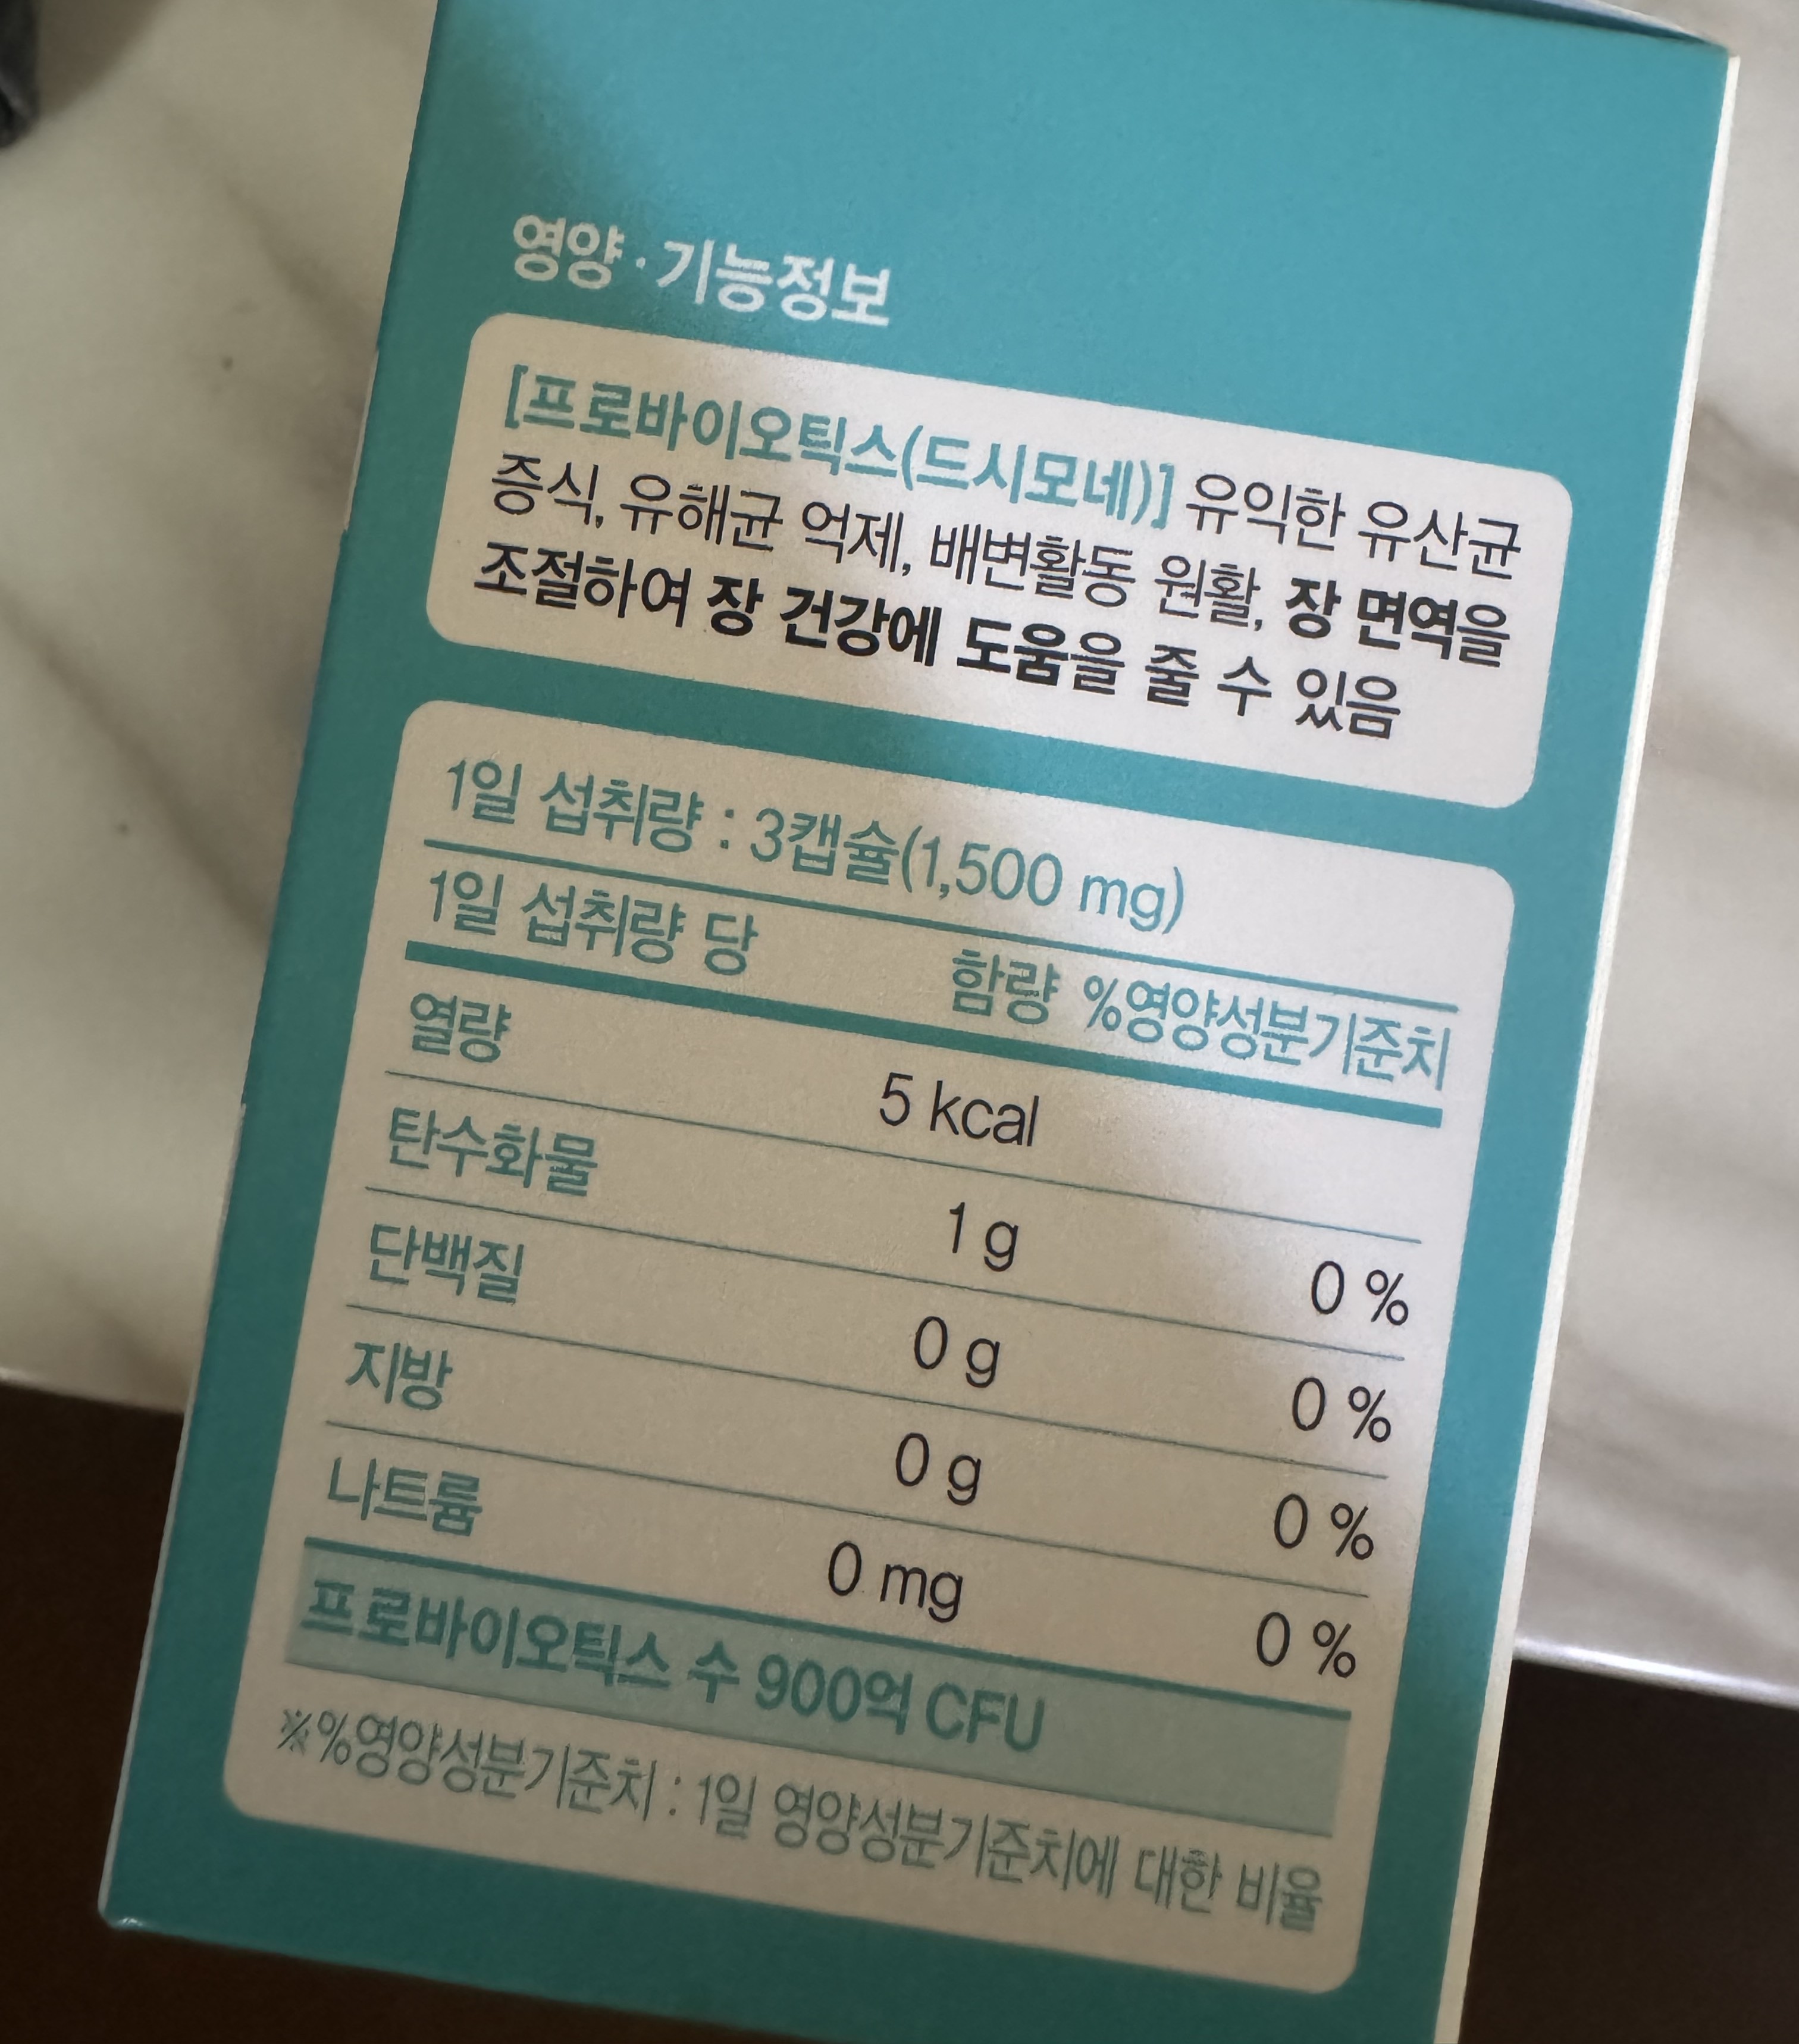 영양·기능정보
[프로바이오틱스(드시모네)] 유익한 유산균
증식, 유해균 억제, 배변활동 원활, 장 면역을
조절하여 장 건강에 도움을 줄 수 있음
1일 섭취량 : 3캡슐(1,500 mg)
1일 섭취량 당 함량 %영양성분기준치
열량 5 kcal
탄수화물 1 g 0 %
단백질 0 g 0 %
지방 0 g 0 %
나트륨 0 mg 0 %
프로바이오틱스 수 900억 CFU
※%영양성분기준치 : 1일 영양성분기준치에 대한 비율